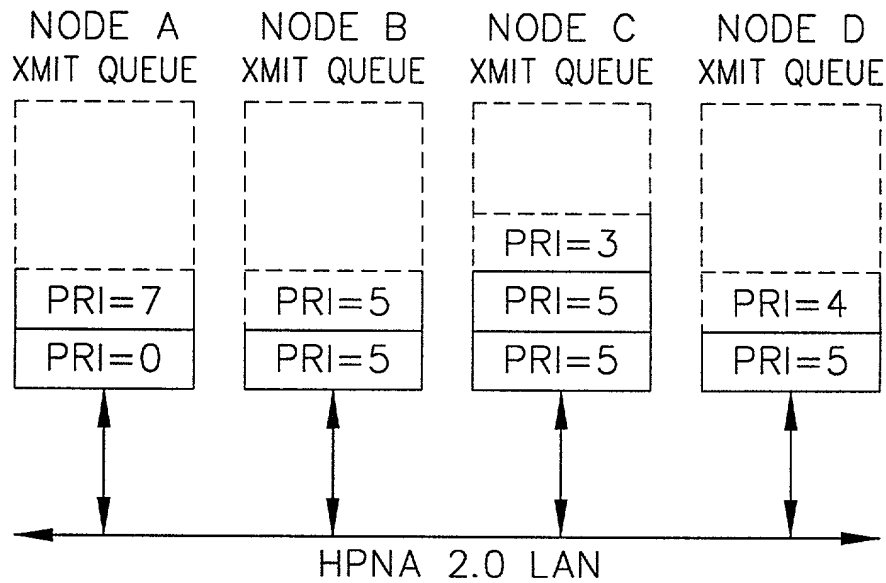 NODE A NODE B NODE C NODE D
XMIT QUEUE XMIT QUEUE XMIT QUEUE XMIT QUEUE
PRI=3
PRI=7 PRI=5 PRI=5 PRI=4
PRI=0 PRI=5 PRI=5 PRI=5
HPNA 2.0 LAN